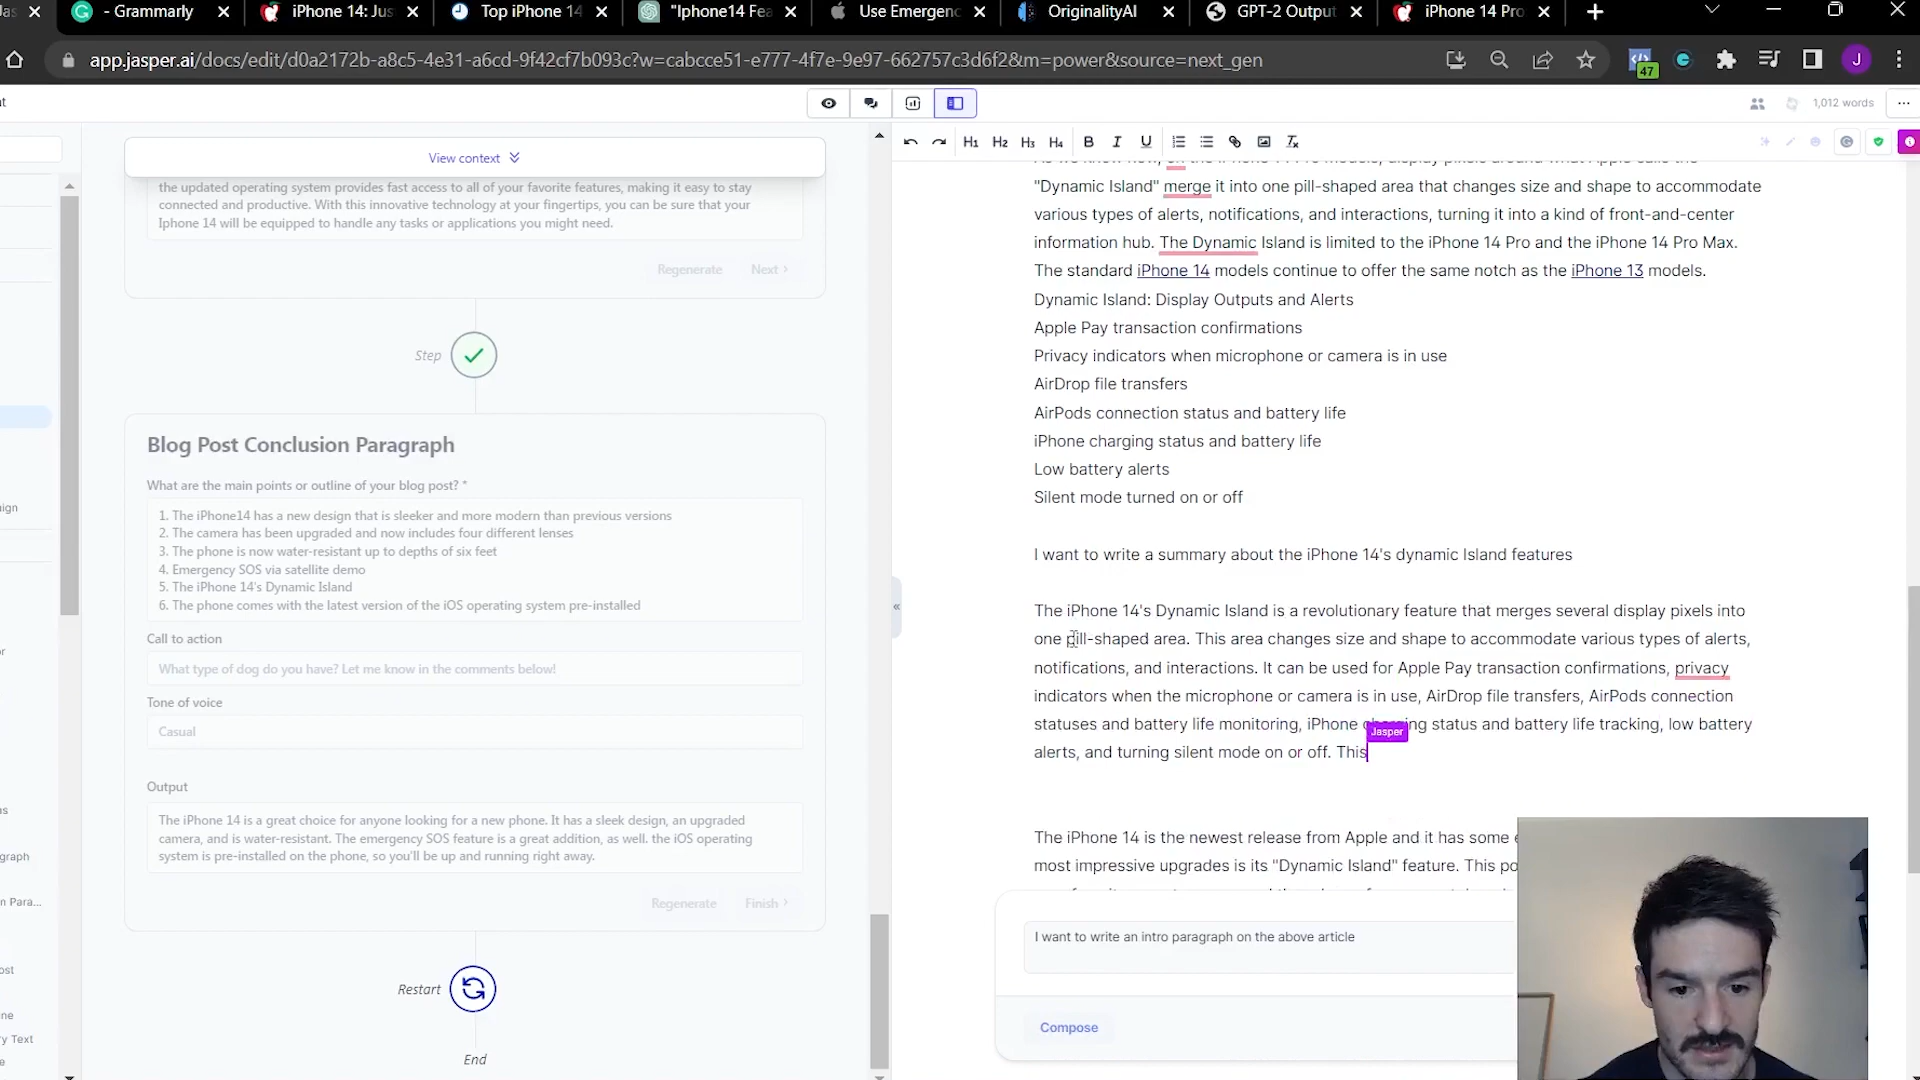 Jas
- Grammarly
iPhone 14: Jus
Top iPhone 14
"Iphone14 Fea
Use Emergenc
OriginalityAI
GPT-2 Output
iPhone 14 Pro
app.jasper.ai/docs/edit/d0a2172b-a8c5-4e31-a6cd-9f42cf7b093c?w=cabcce51-e777-4f7e-9e97-662757c3d6f2&m=power&source=next_gen
47
J
1,012 words
View context
the updated operating system provides fast access to all of your favorite features, making it easy to stay
connected and productive. With this innovative technology at your fingertips, you can be sure that your
Iphone 14 will be equipped to handle any tasks or applications you might need.
Regenerate
Next
Step
Blog Post Conclusion Paragraph
What are the main points or outline of your blog post? *
1. The iPhone14 has a new design that is sleeker and more modern than previous versions
2. The camera has been upgraded and now includes four different lenses
3. The phone is now water-resistant up to depths of six feet
4. Emergency SOS via satellite demo
5. The iPhone 14's Dynamic Island
6. The phone comes with the latest version of the iOS operating system pre-installed
Call to action
What type of dog do you have? Let me know in the comments below!
Tone of voice
Casual
Output
The iPhone 14 is a great choice for anyone looking for a new phone. It has a sleek design, an upgraded
camera, and is water-resistant. The emergency SOS feature is a great addition, as well. the iOS operating
system is pre-installed on the phone, so you'll be up and running right away.
Regenerate
Finish
Restart
End
H1 H2 H3 H4 B I U
"Dynamic Island" merge it into one pill-shaped area that changes size and shape to accommodate
various types of alerts, notifications, and interactions, turning it into a kind of front-and-center
information hub. The Dynamic Island is limited to the iPhone 14 Pro and the iPhone 14 Pro Max.
The standard iPhone 14 models continue to offer the same notch as the iPhone 13 models.
Dynamic Island: Display Outputs and Alerts
Apple Pay transaction confirmations
Privacy indicators when microphone or camera is in use
AirDrop file transfers
AirPods connection status and battery life
iPhone charging status and battery life
Low battery alerts
Silent mode turned on or off
I want to write a summary about the iPhone 14's dynamic Island features
The iPhone 14's Dynamic Island is a revolutionary feature that merges several display pixels into
one pill-shaped area. This area changes size and shape to accommodate various types of alerts,
notifications, and interactions. It can be used for Apple Pay transaction confirmations, privacy
indicators when the microphone or camera is in use, AirDrop file transfers, AirPods connection
statuses and battery life monitoring, iPhone charging status and battery life tracking, low battery
Jasper
alerts, and turning silent mode on or off. This
The iPhone 14 is the newest release from Apple and it has some
most impressive upgrades is its "Dynamic Island" feature. This po
I want to write an intro paragraph on the above article
Compose